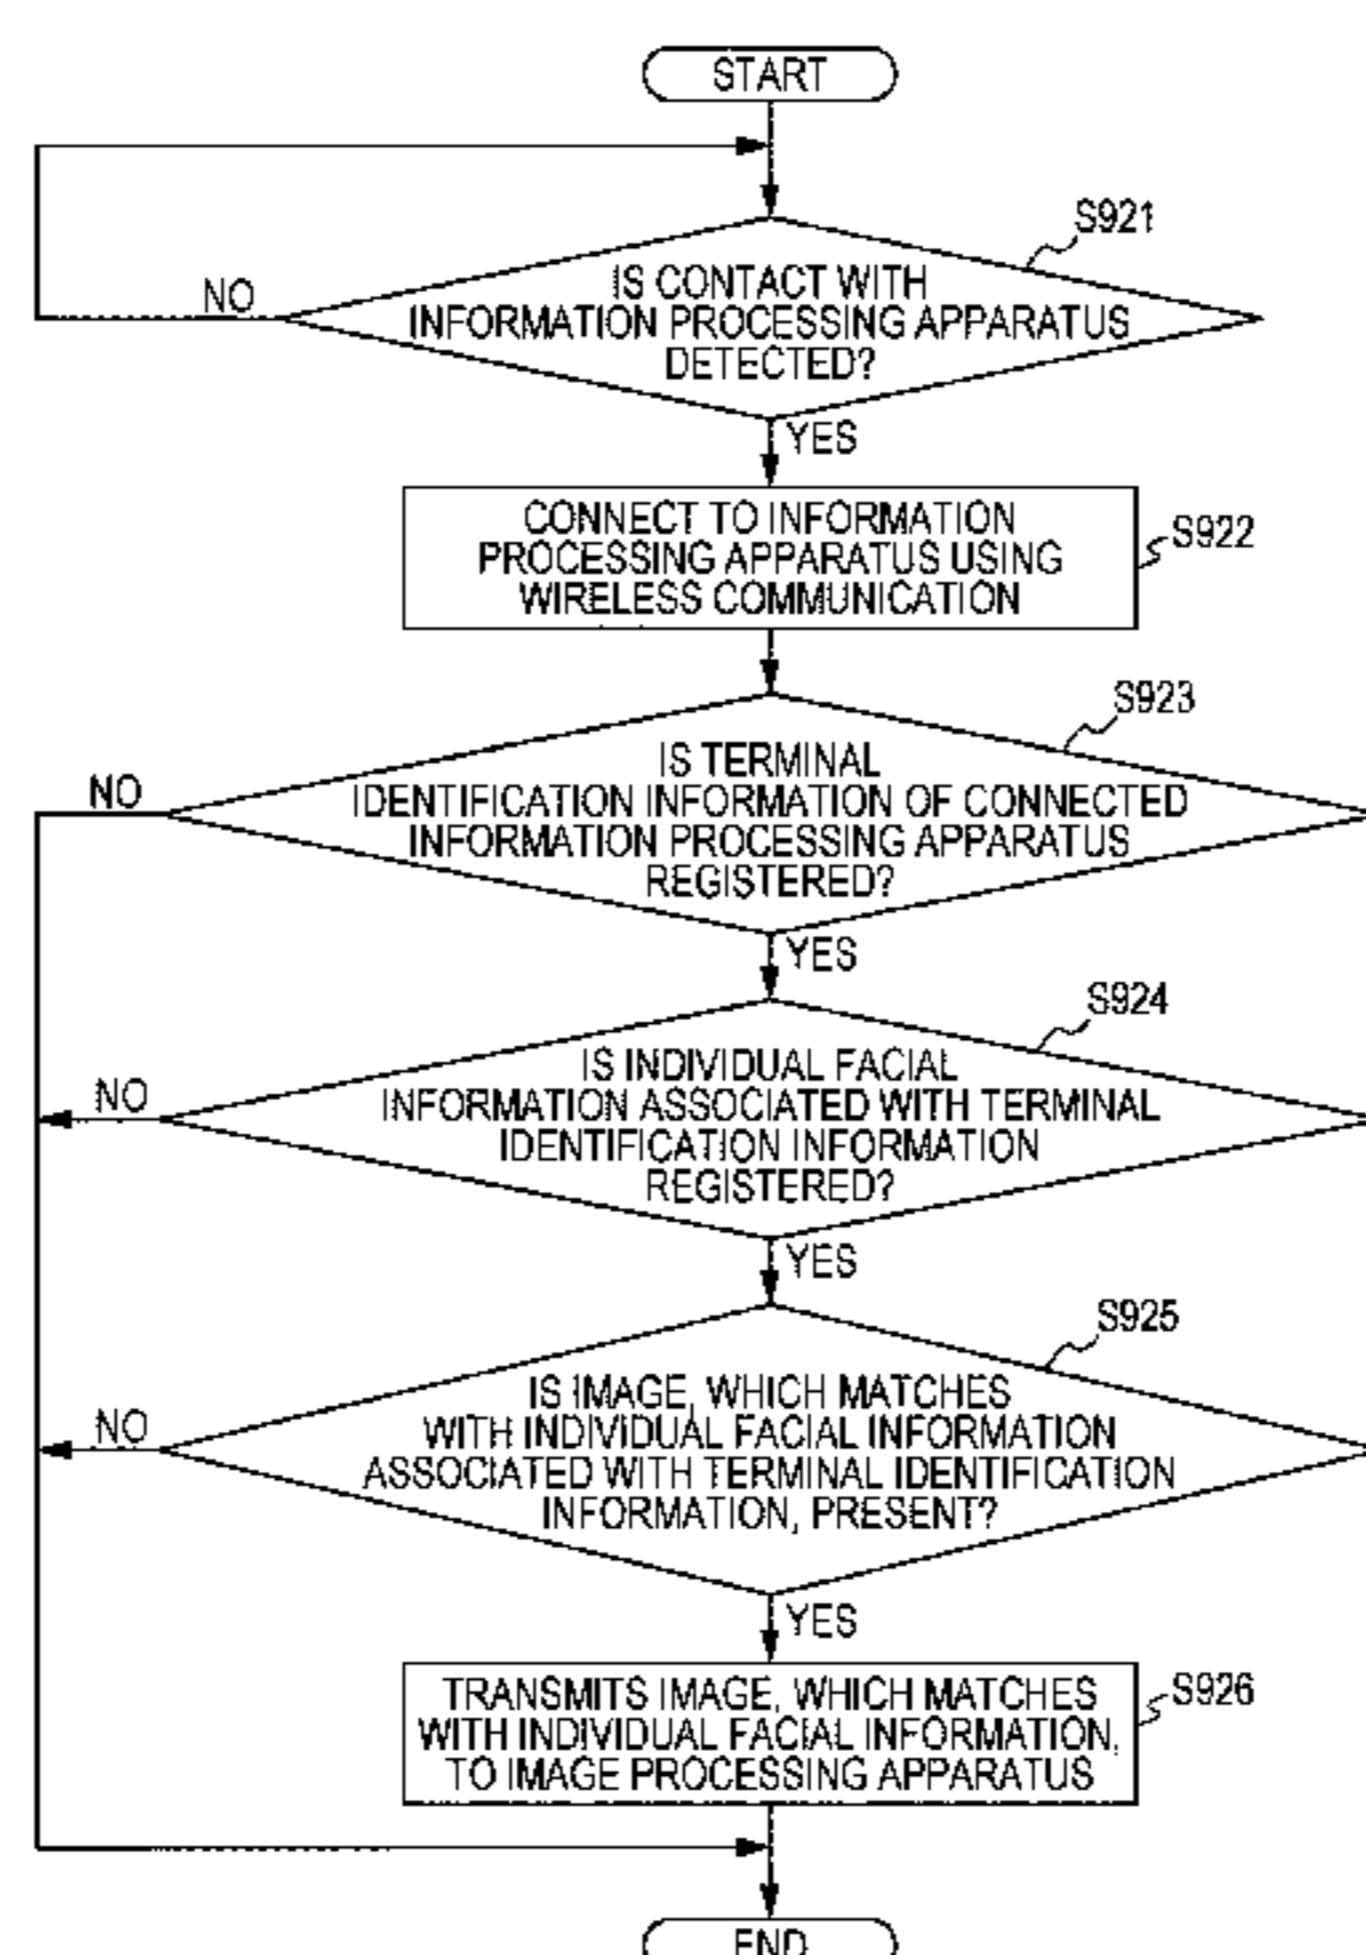 START
S921
IS CONTACT WITH
INFORMATION PROCESSING APPARATUS
DETECTED?
NO
YES
CONNECT TO INFORMATION
PROCESSING APPARATUS USING
WIRELESS COMMUNICATION
S922
S923
IS TERMINAL
IDENTIFICATION INFORMATION OF CONNECTED
INFORMATION PROCESSING APPARATUS
REGISTERED?
NO
YES
S924
IS INDIVIDUAL FACIAL
INFORMATION ASSOCIATED WITH TERMINAL
IDENTIFICATION INFORMATION
REGISTERED?
NO
YES
S925
IS IMAGE, WHICH MATCHES
WITH INDIVIDUAL FACIAL INFORMATION
ASSOCIATED WITH TERMINAL IDENTIFICATION
INFORMATION, PRESENT?
NO
YES
TRANSMITS IMAGE, WHICH MATCHES
WITH INDIVIDUAL FACIAL INFORMATION,
TO IMAGE PROCESSING APPARATUS
S926
END